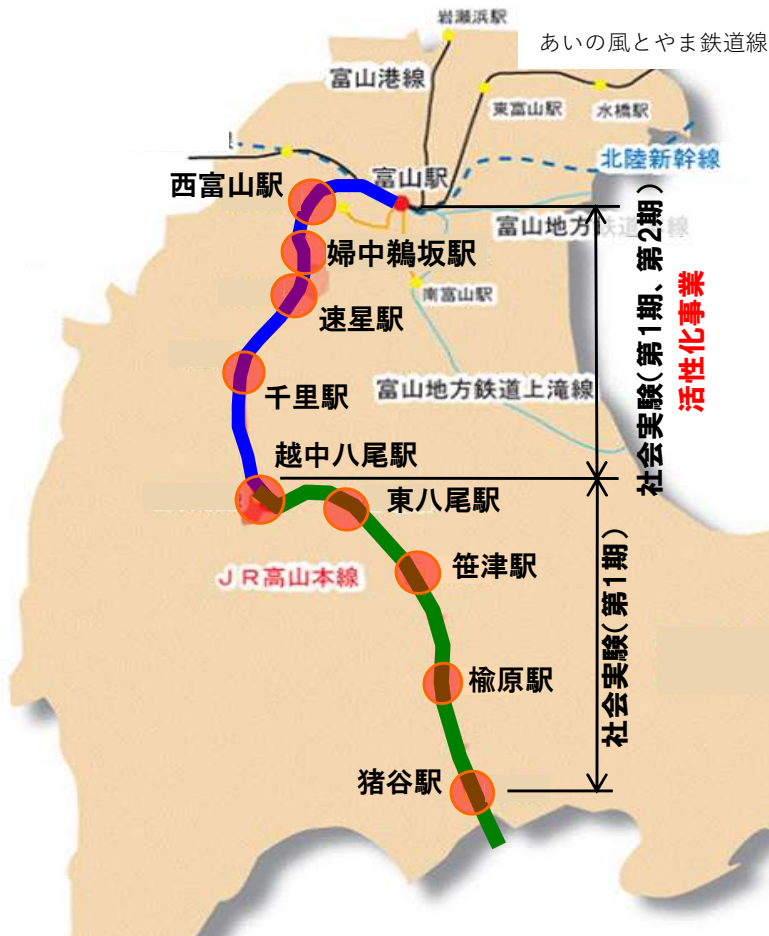 岩瀬浜駅
あいの風とやま鉄道線
富山港線
東富山駅
水橋駅
北陸新幹線
西富山駅
富山駅
富山地方鉄道本線
婦中鵜坂駅
南富山駅
速星駅
社会実験(第1期、第2期)
活性化事業
千里駅
富山地方鉄道上滝線
越中八尾駅
東八尾駅
JR高山本線
笹津駅
社会実験(第1期)
楡原駅
猪谷駅